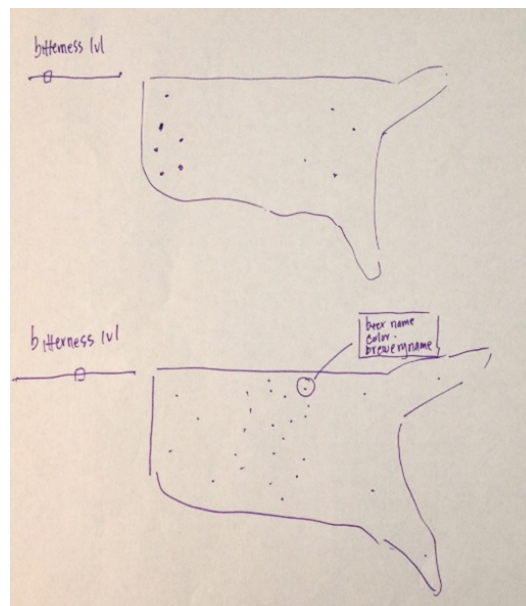 bitterness lvl
bitterness lvl
beer name
color.
brewery name